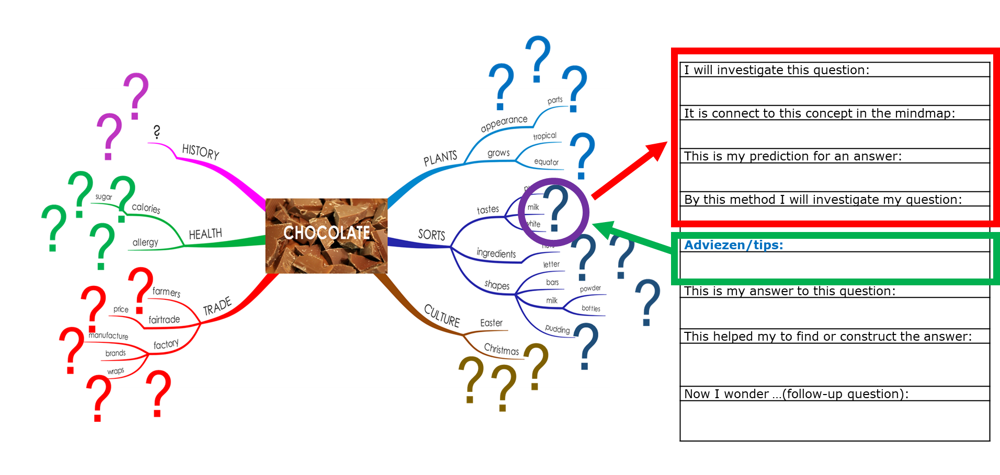 CHOCOLATE
HISTORY
?
HEALTH
calories
sugar
allergy
TRADE
farmers
fairtrade
price
factory
manufacture
brands
wraps
PLANTS
appearance
parts
grows
tropical
equator
SORTS
tastes
milk
white
ingredients
shapes
letter
bars
milk
powder
bottles
pudding
CULTURE
Easter
Christmas
I will investigate this question:
It is connect to this concept in the mindmap:
This is my prediction for an answer:
By this method I will investigate my question:
Adviezen/tips:
This is my answer to this question:
This helped my to find or construct the answer:
Now I wonder …(follow-up question):